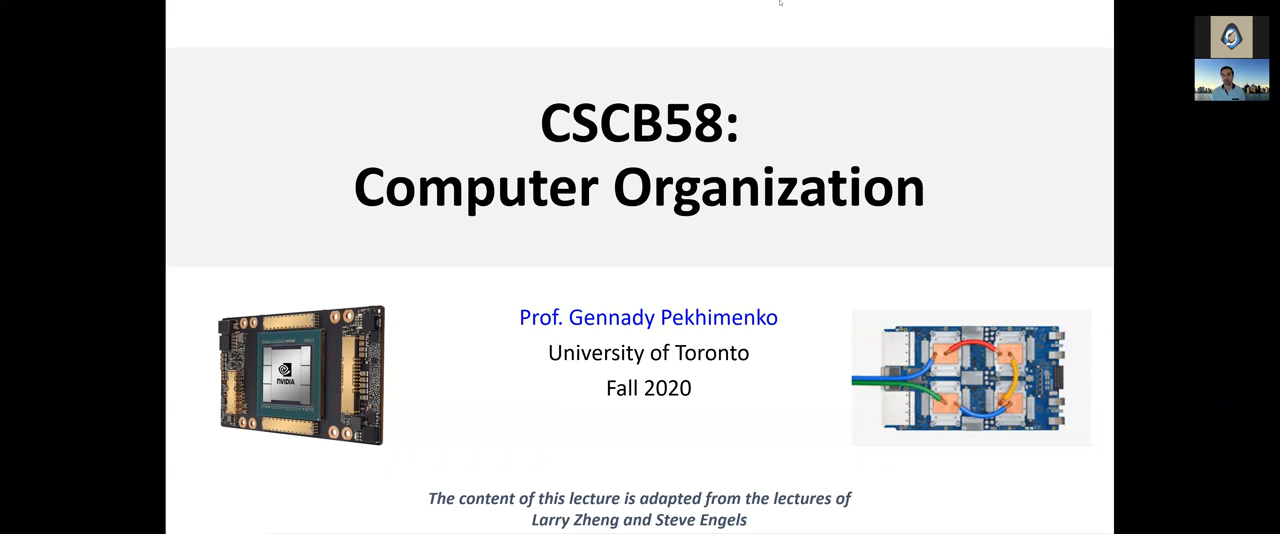 CSCB58:
Computer Organization
Prof. Gennady Pekhimenko
University of Toronto
Fall 2020
NVIDIA
The content of this lecture is adapted from the lectures of
Larry Zheng and Steve Engels